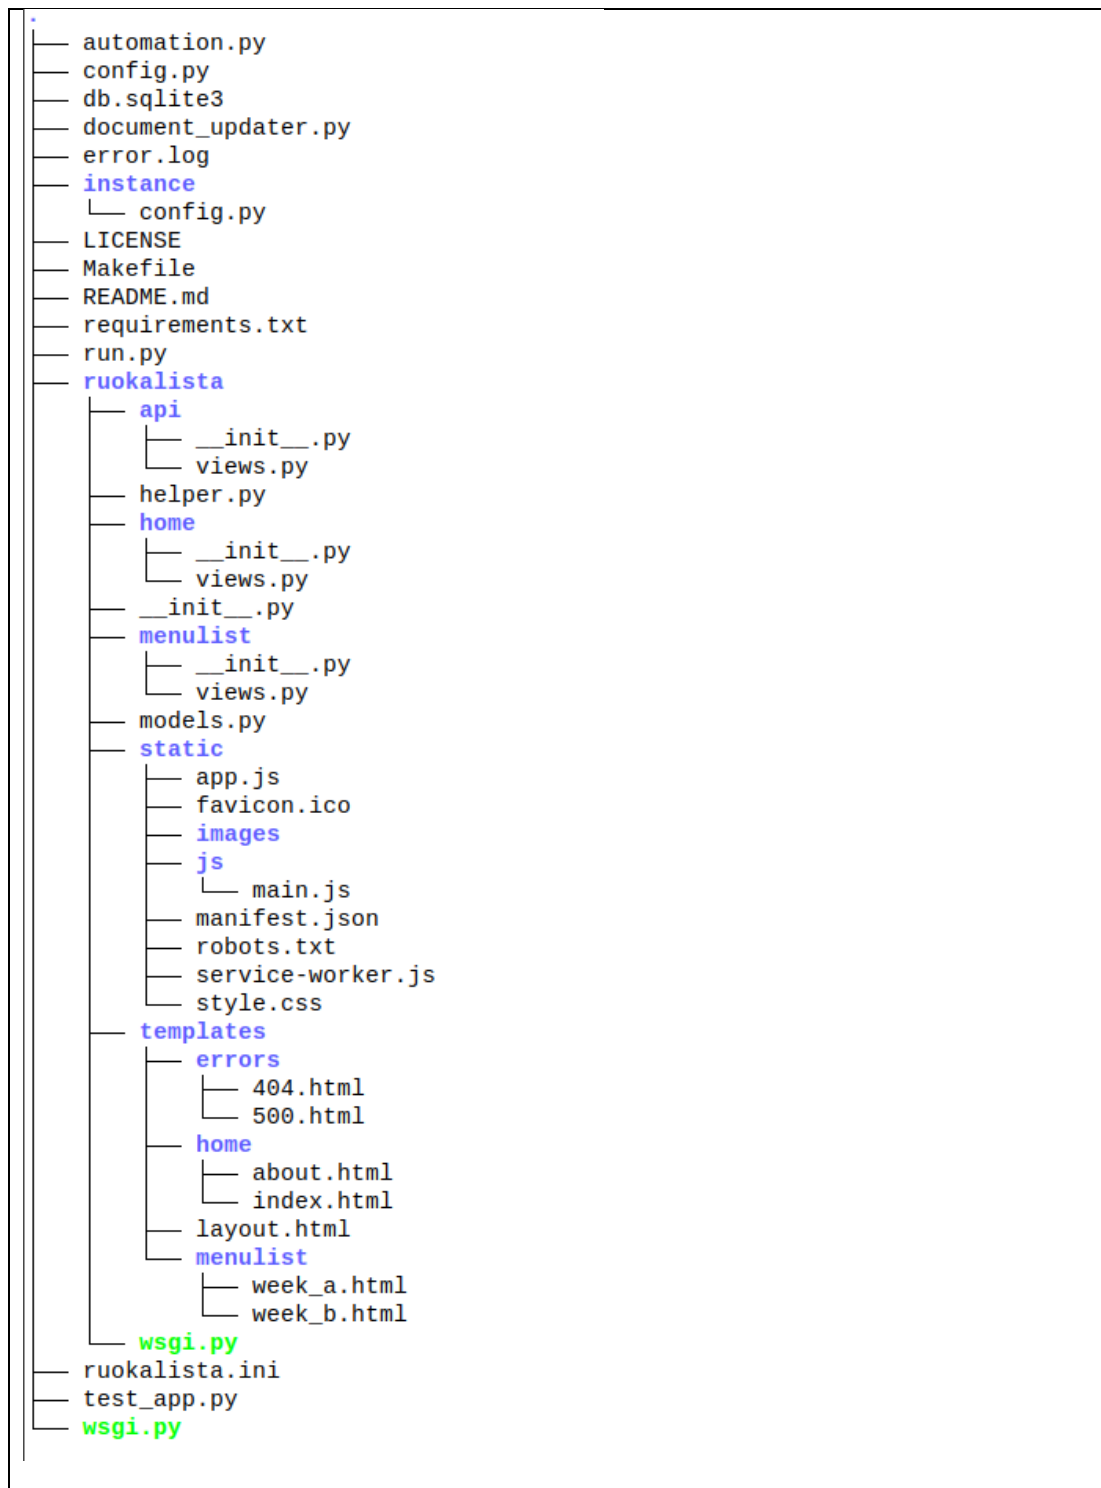 .
├── automation.py
├── config.py
├── db.sqlite3
├── document_updater.py
├── error.log
├── instance
│   └── config.py
├── LICENSE
├── Makefile
├── README.md
├── requirements.txt
├── run.py
├── ruokalista
│   ├── api
│   │   ├── __init__.py
│   │   └── views.py
│   ├── helper.py
│   ├── home
│   │   ├── __init__.py
│   │   └── views.py
│   ├── __init__.py
│   ├── menulist
│   │   ├── __init__.py
│   │   └── views.py
│   ├── models.py
│   ├── static
│   │   ├── app.js
│   │   ├── favicon.ico
│   │   ├── images
│   │   ├── js
│   │   │   └── main.js
│   │   ├── manifest.json
│   │   ├── robots.txt
│   │   ├── service-worker.js
│   │   └── style.css
│   ├── templates
│   │   ├── errors
│   │   │   ├── 404.html
│   │   │   └── 500.html
│   │   ├── home
│   │   │   ├── about.html
│   │   │   └── index.html
│   │   ├── layout.html
│   │   └── menulist
│   │       ├── week_a.html
│   │       └── week_b.html
│   └── wsgi.py
├── ruokalista.ini
├── test_app.py
└── wsgi.py